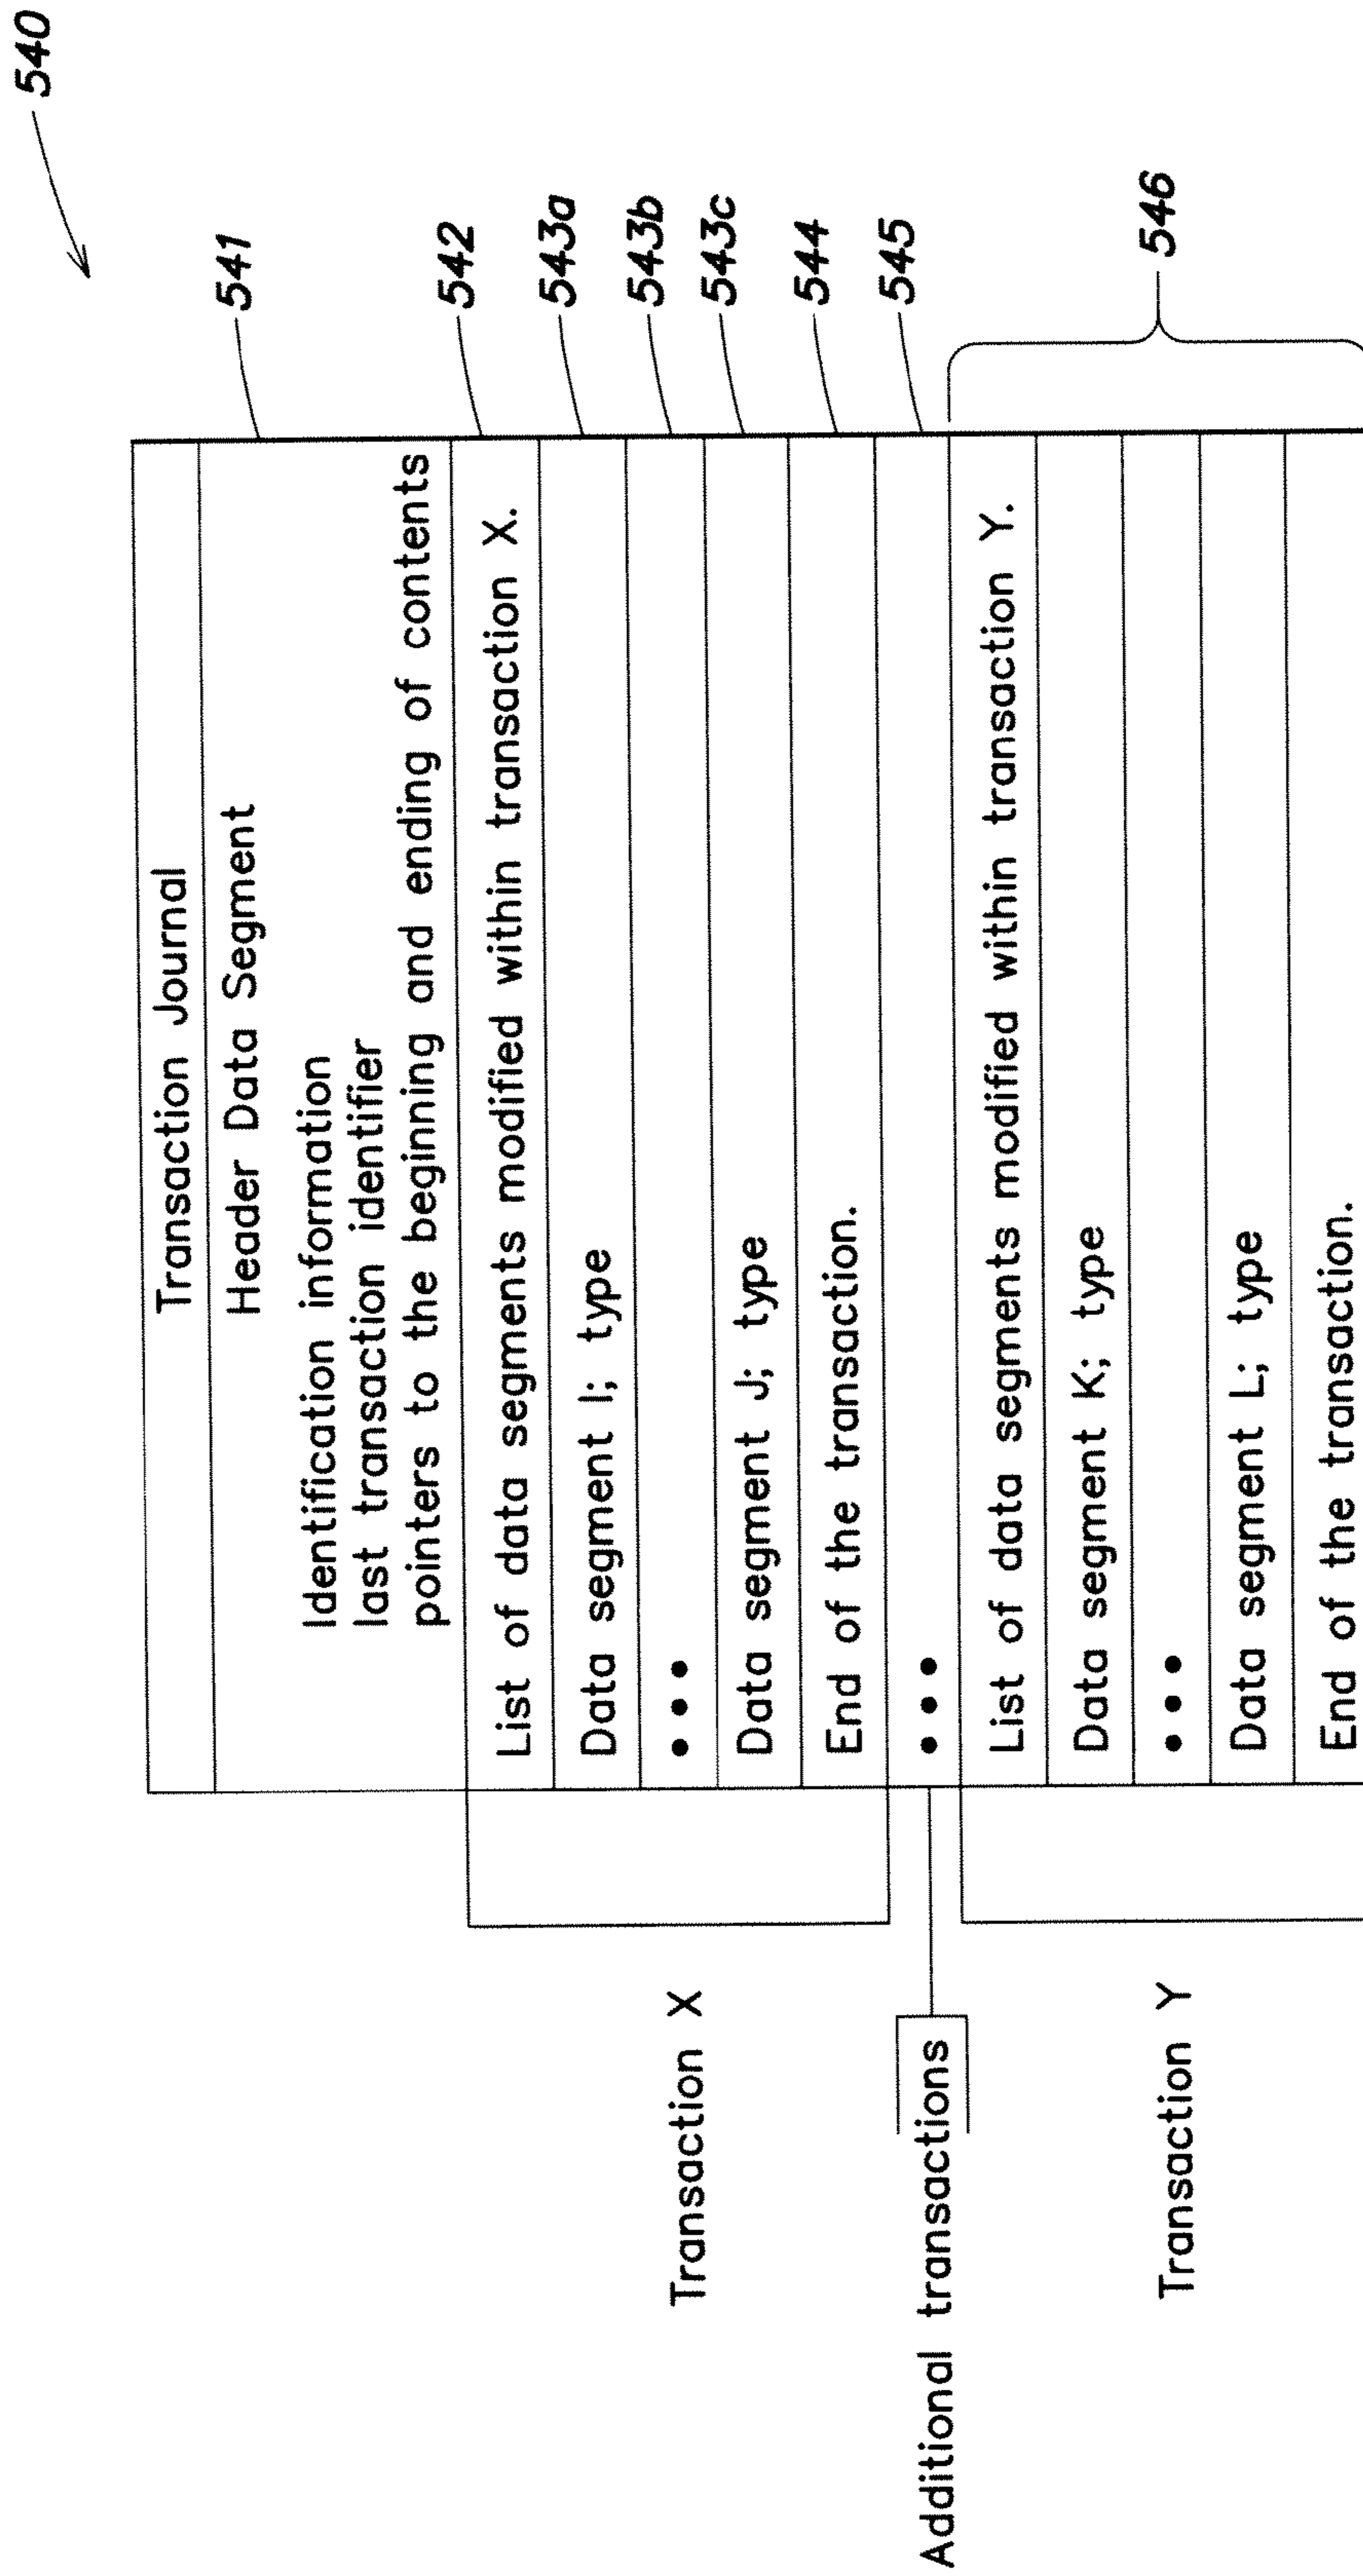 540
Transaction Journal
Header Data Segment
541
Identification information
last transaction identifier
pointers to the beginning and ending of contents
List of data segments modified within transaction X.
542
Data segment I; type
543a
•••
543b
Data segment J; type
543c
End of the transaction.
544
Transaction X
•••
545
Additional transactions
List of data segments modified within transaction Y.
Data segment K; type
•••
Data segment L; type
End of the transaction.
546
Transaction Y